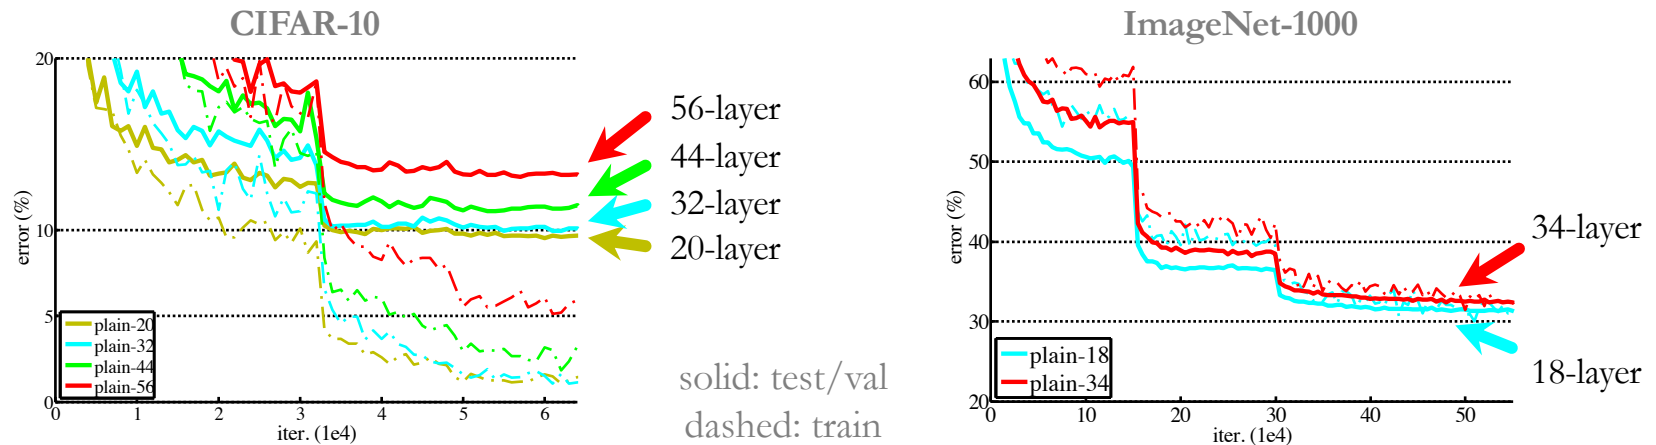 CIFAR-10
20
10
5
0
error (%)
plain-20
plain-32
plain-44
plain-56
0 1 2 3 4 5 6
iter. (1e4)
56-layer
44-layer
32-layer
20-layer
solid: test/val
dashed: train
ImageNet-1000
60
50
40
30
20
error (%)
plain-18
plain-34
0 10 20 30 40 50
iter. (1e4)
34-layer
18-layer